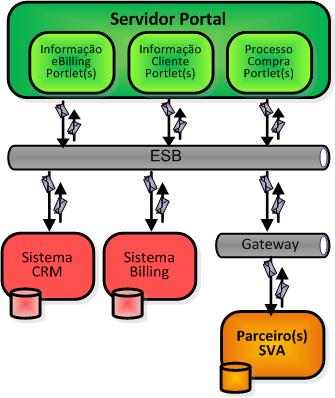 Servidor Portal
Informação
eBilling
Portlet(s)
Informação
Cliente
Portlet(s)
Processo
Compra
Portlet(s)
ESB
Sistema
CRM
Sistema
Billing
Gateway
Parceiro(s)
SVA